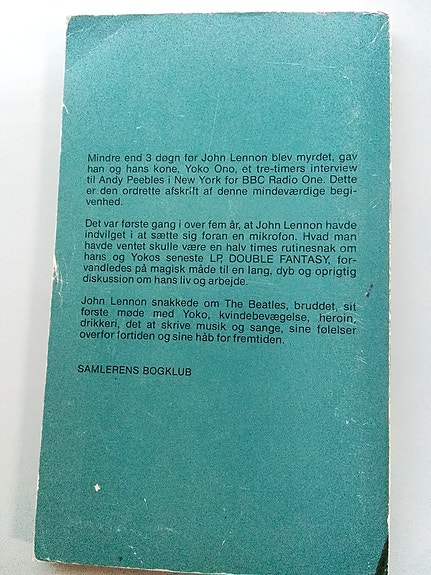 Mindre end 3 døgn før John Lennon blev myrdet, gav
han og hans kone, Yoko Ono, et tre-timers interview
til Andy Peebles i New York for BBC Radio One. Dette
er den ordrette afskrift af denne mindeværdige begi-
venhed.
Det var første gang i over fem år, at John Lennon havde
indvilget i at sætte sig foran en mikrofon. Hvad man
havde ventet skulle være en halv times rutinesnak om
hans og Yokos seneste LP, DOUBLE FANTASY, for-
vandledes på magisk måde til en lang, dyb og oprigtig
diskussion om hans liv og arbejde.
John Lennon snakkede om The Beatles, bruddet, sit
første møde med Yoko, kvindebevægelse, heroin,
drikkeri, det at skrive musik og sange, sine følelser
overfor fortiden og sine håb for fremtiden.
SAMLERENS BOGKLUB